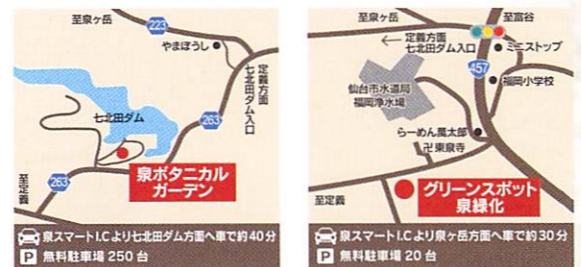 至泉ヶ岳
223
やまぼうし
定義方面
七北田ダム入口
七北田ダム
263
泉ボタニカル
ガーデン
263
至定義
泉スマートI.Cより七北田ダム方面へ車で約40分
P 無料駐車場 250台
至泉ヶ岳
至富谷
定義方面
七北田ダム入口
ミニストップ
457
福岡小学校
仙台市水道局
福岡浄水場
らーめん萬太郎
卍東泉寺
至定義
グリーンスポット
泉緑化
泉スマートI.Cより泉ヶ岳方面へ車で約30分
P 無料駐車場 20台